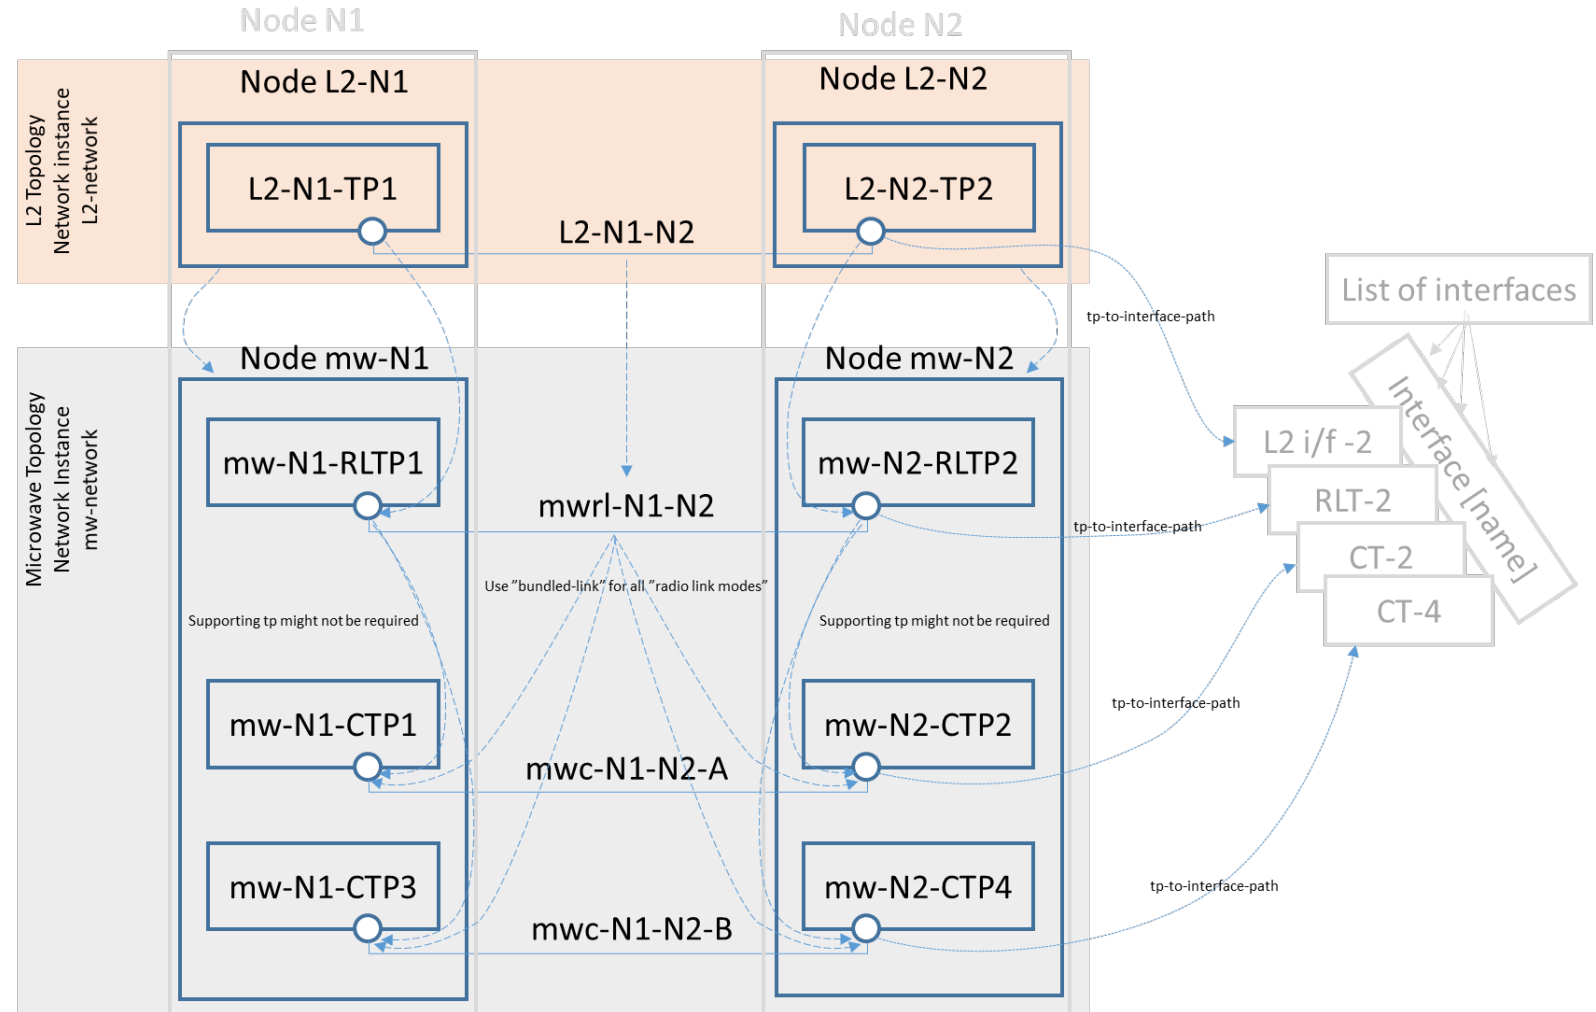 Node N1
Node N2
Node L2-N1
Node L2-N2
L2 Topology
Network instance
L2-network
L2-N1-TP1
L2-N2-TP2
L2-N1-N2
List of interfaces
tp-to-interface-path
Node mw-N1
Node mw-N2
Microwave Topology
Network Instance
mw-network
Interface [name]
L2 i/f -2
mw-N1-RLTP1
mw-N2-RLTP2
RLT-2
mwrl-N1-N2
tp-to-interface-path
CT-2
Use ”bundled-link” for all ”radio link modes”
CT-4
Supporting tp might not be required
Supporting tp might not be required
tp-to-interface-path
mw-N1-CTP1
mw-N2-CTP2
mwc-N1-N2-A
mw-N1-CTP3
mw-N2-CTP4
tp-to-interface-path
mwc-N1-N2-B